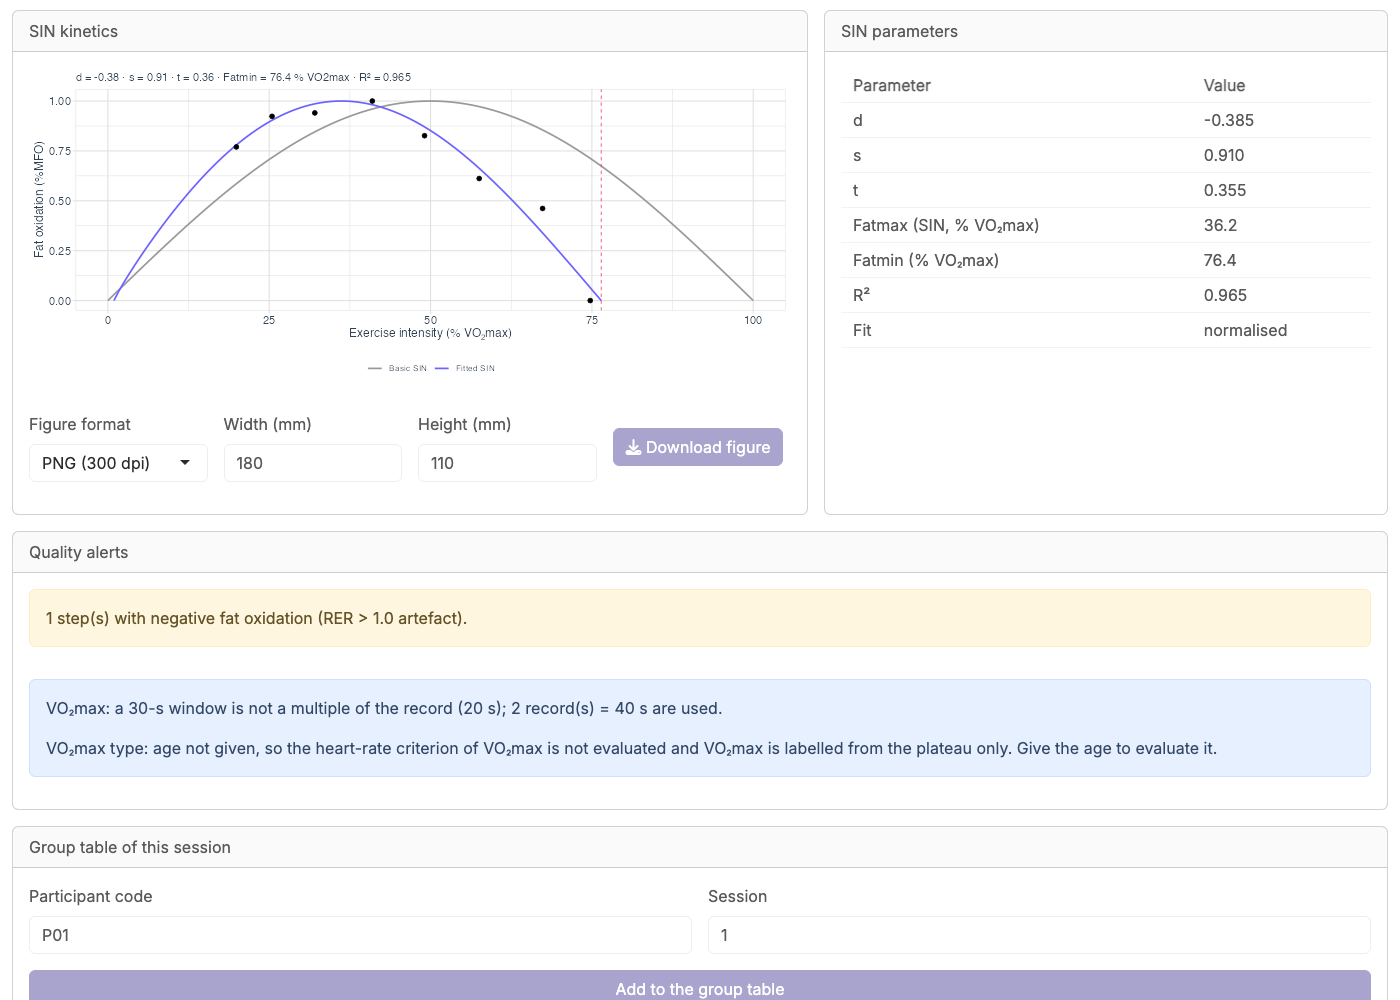 SIN kinetics
d = -0.38 · s = 0.91 · t = 0.36 · Fatmin = 76.4 % VO2max · R² = 0.965
Fat oxidation (%MFO)
1.00
0.75
0.50
0.25
0.00
0 25 50 75 100
Exercise intensity (% VO₂max)
Basic SIN Fitted SIN
Figure format Width (mm) Height (mm)
PNG (300 dpi) 180 110 Download figure
SIN parameters
Parameter Value
d -0.385
s 0.910
t 0.355
Fatmax (SIN, % VO₂max) 36.2
Fatmin (% VO₂max) 76.4
R² 0.965
Fit normalised
Quality alerts
1 step(s) with negative fat oxidation (RER > 1.0 artefact).
VO₂max: a 30-s window is not a multiple of the record (20 s); 2 record(s) = 40 s are used.
VO₂max type: age not given, so the heart-rate criterion of VO₂max is not evaluated and VO₂max is labelled from the plateau only. Give the age to evaluate it.
Group table of this session
Participant code Session
P01 1
Add to the group table